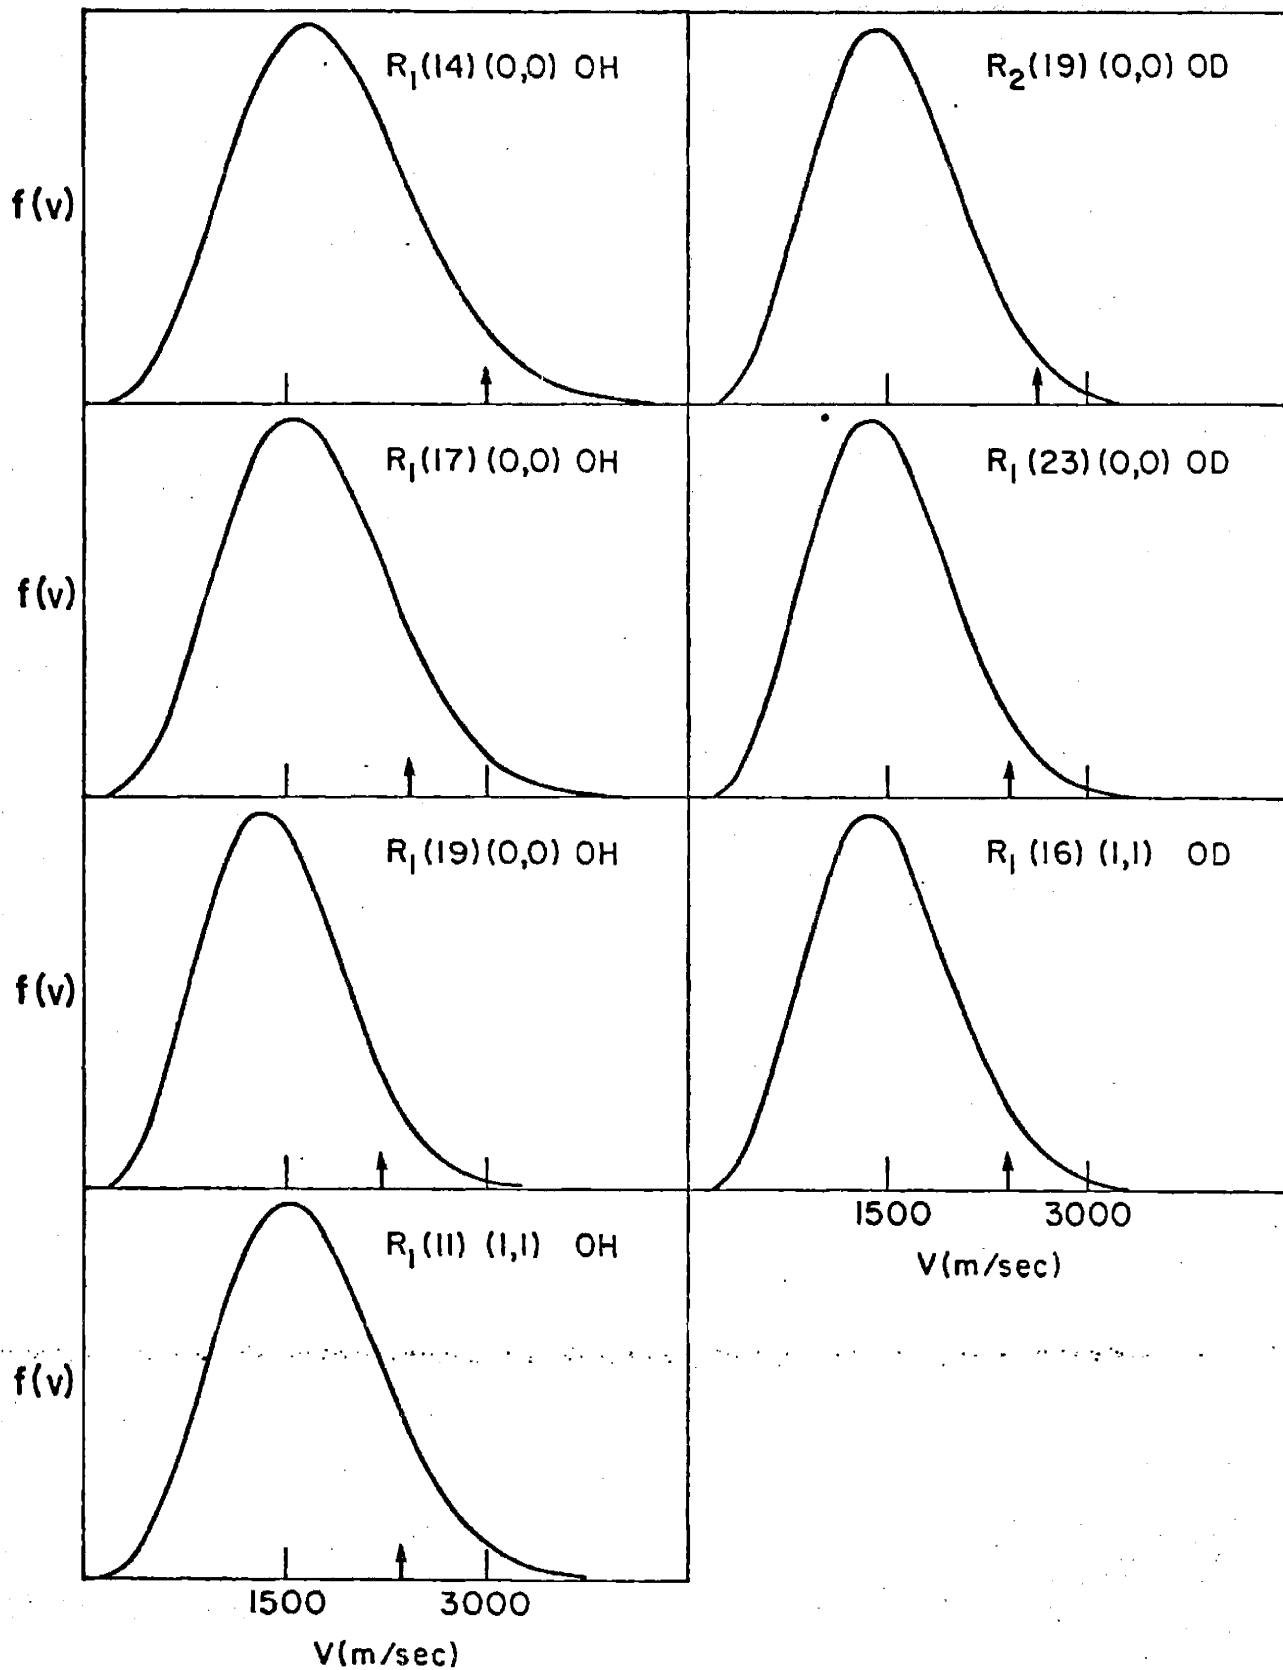 R₁(14)(0,0) OH
R₂(19)(0,0) OD
f(v)
R₁(17)(0,0) OH
R₁(23)(0,0) OD
f(v)
R₁(19)(0,0) OH
R₁(16)(1,1) OD
f(v)
1500 3000
V(m/sec)
R₁(11)(1,1) OH
f(v)
1500 3000
V(m/sec)